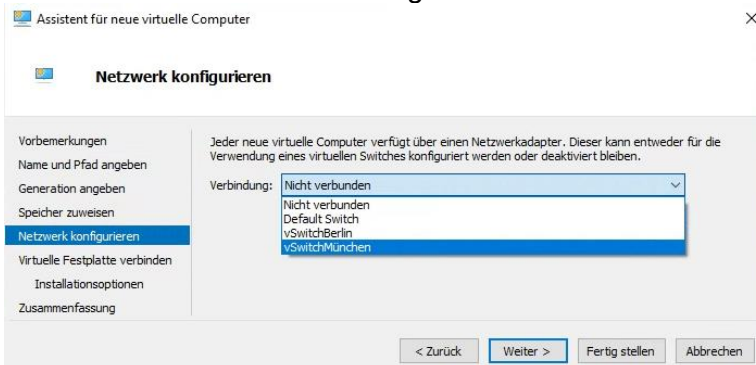 Assistent für neue virtuelle Computer
Netzwerk konfigurieren
Vorbemerkungen
Name und Pfad angeben
Generation angeben
Speicher zuweisen
Netzwerk konfigurieren
Virtuelle Festplatte verbinden
Installationsoptionen
Zusammenfassung
Jeder neue virtuelle Computer verfügt über einen Netzwerkadapter. Dieser kann entweder für die
Verwendung eines virtuellen Switches konfiguriert werden oder deaktiviert bleiben.
Verbindung: Nicht verbunden
Nicht verbunden
Default Switch
vSwitchBerlin
vSwitchMünchen
< Zurück Weiter > Fertig stellen Abbrechen